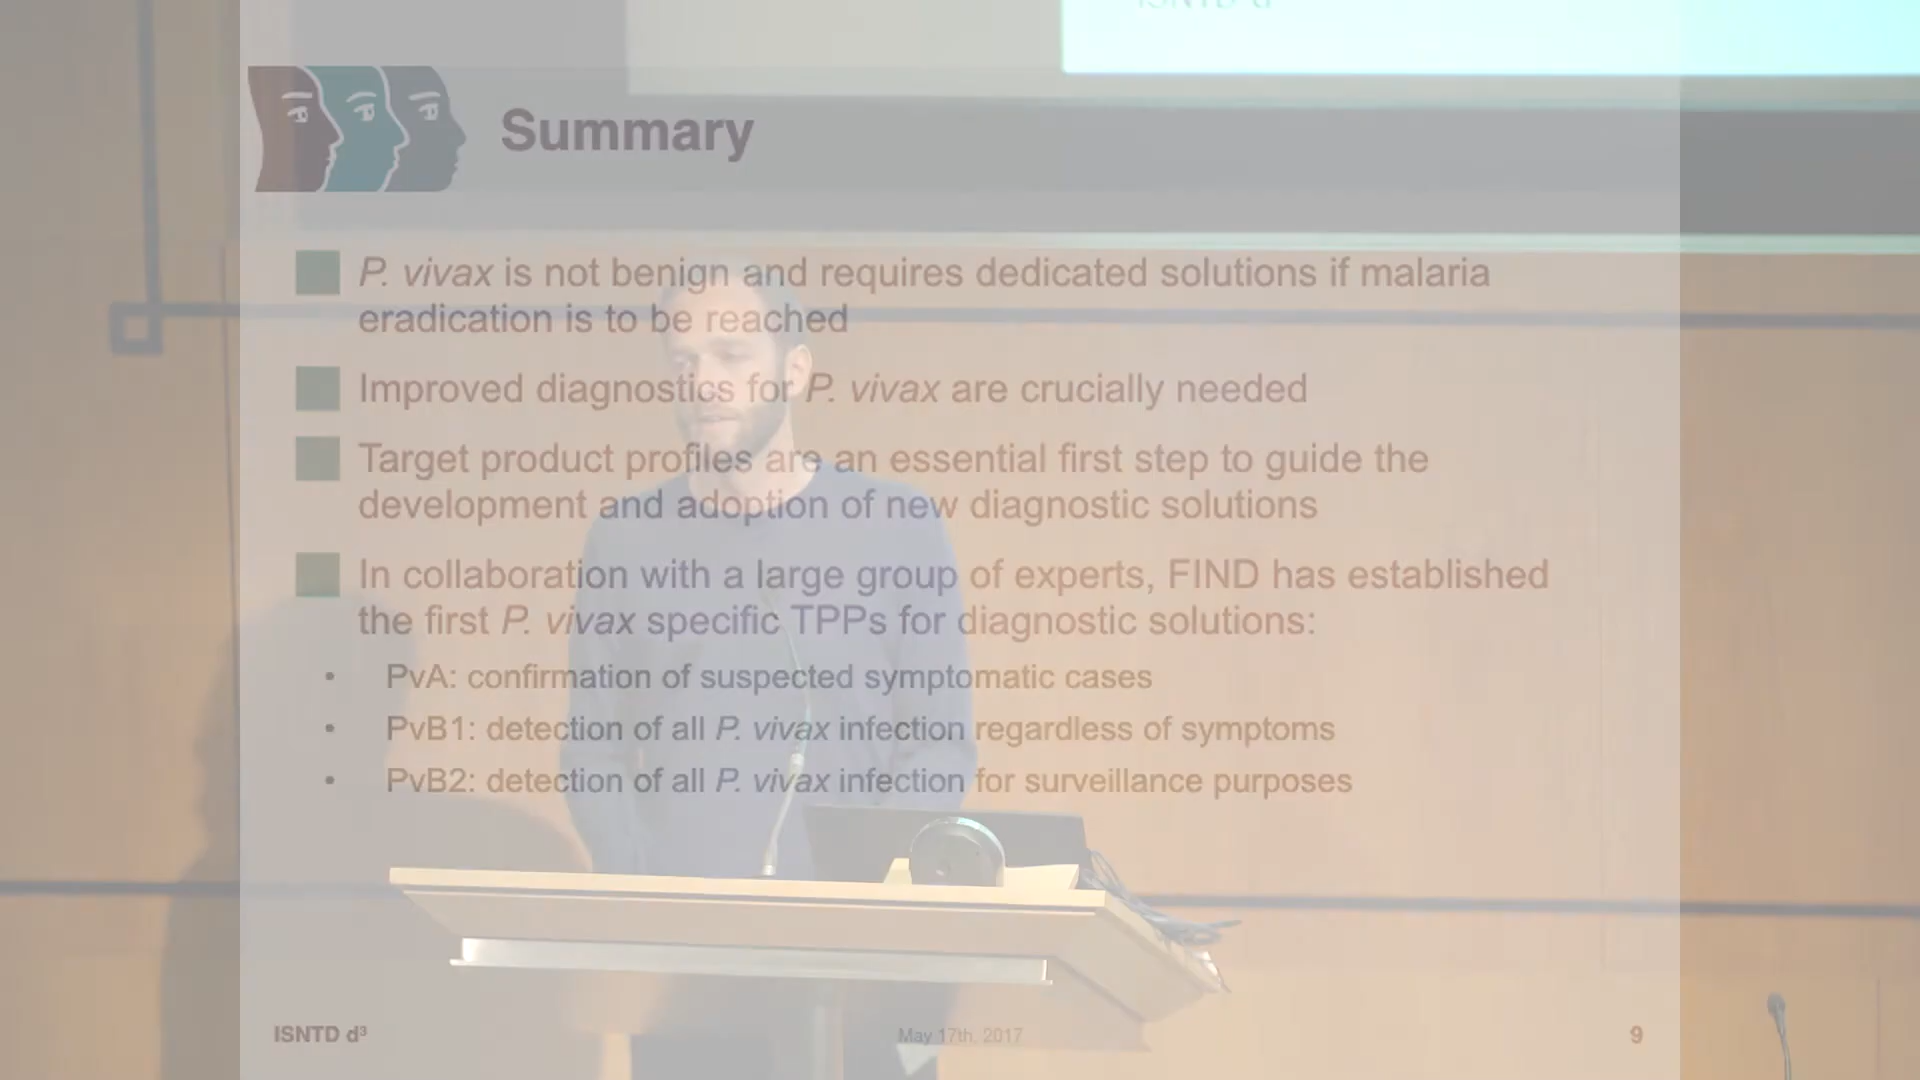 ISNTD d
Summary
P. vivax is not benign and requires dedicated solutions if malaria
eradication is to be reached
Improved diagnostics for P. vivax are crucially needed
Target product profiles are an essential first step to guide the
development and adoption of new diagnostic solutions
In collaboration with a large group of experts, FIND has established
the first P. vivax specific TPPs for diagnostic solutions:
• PvA: confirmation of suspected symptomatic cases
• PvB1: detection of all P. vivax infection regardless of symptoms
• PvB2: detection of all P. vivax infection for surveillance purposes
ISNTD d³
May 17th, 2017
9